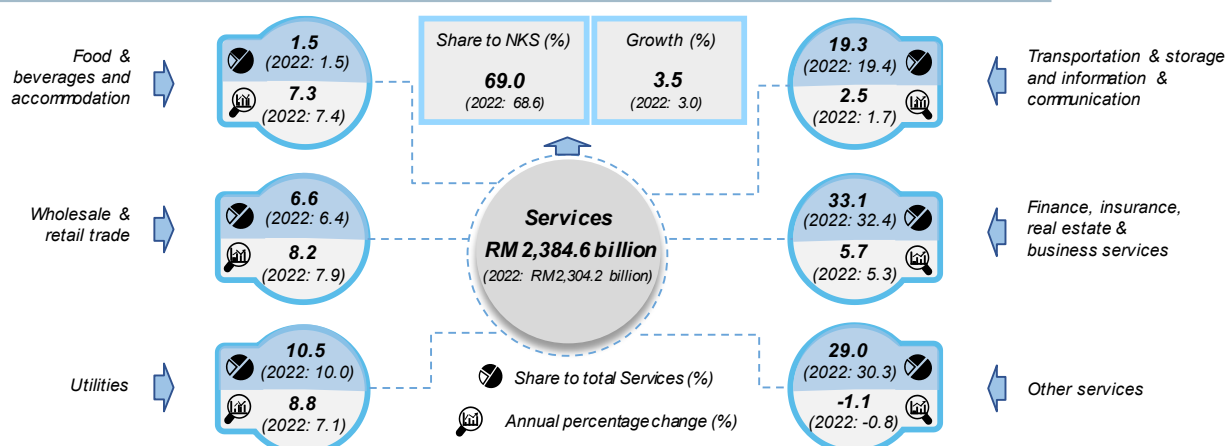 Food &
beverages and
accommodation
1.5
(2022: 1.5)
7.3
(2022: 7.4)
Share to NKS (%)
69.0
(2022: 68.6)
Growth (%)
3.5
(2022: 3.0)
19.3
(2022: 19.4)
2.5
(2022: 1.7)
Transportation & storage
and information &
communication
Wholesale &
retail trade
6.6
(2022: 6.4)
8.2
(2022: 7.9)
Services
RM 2,384.6 billion
(2022: RM2,304.2 billion)
33.1
(2022: 32.4)
5.7
(2022: 5.3)
Finance, insurance,
real estate &
business services
Utilities
10.5
(2022: 10.0)
8.8
(2022: 7.1)
Share to total Services (%)
Annual percentage change (%)
29.0
(2022: 30.3)
-1.1
(2022: -0.8)
Other services